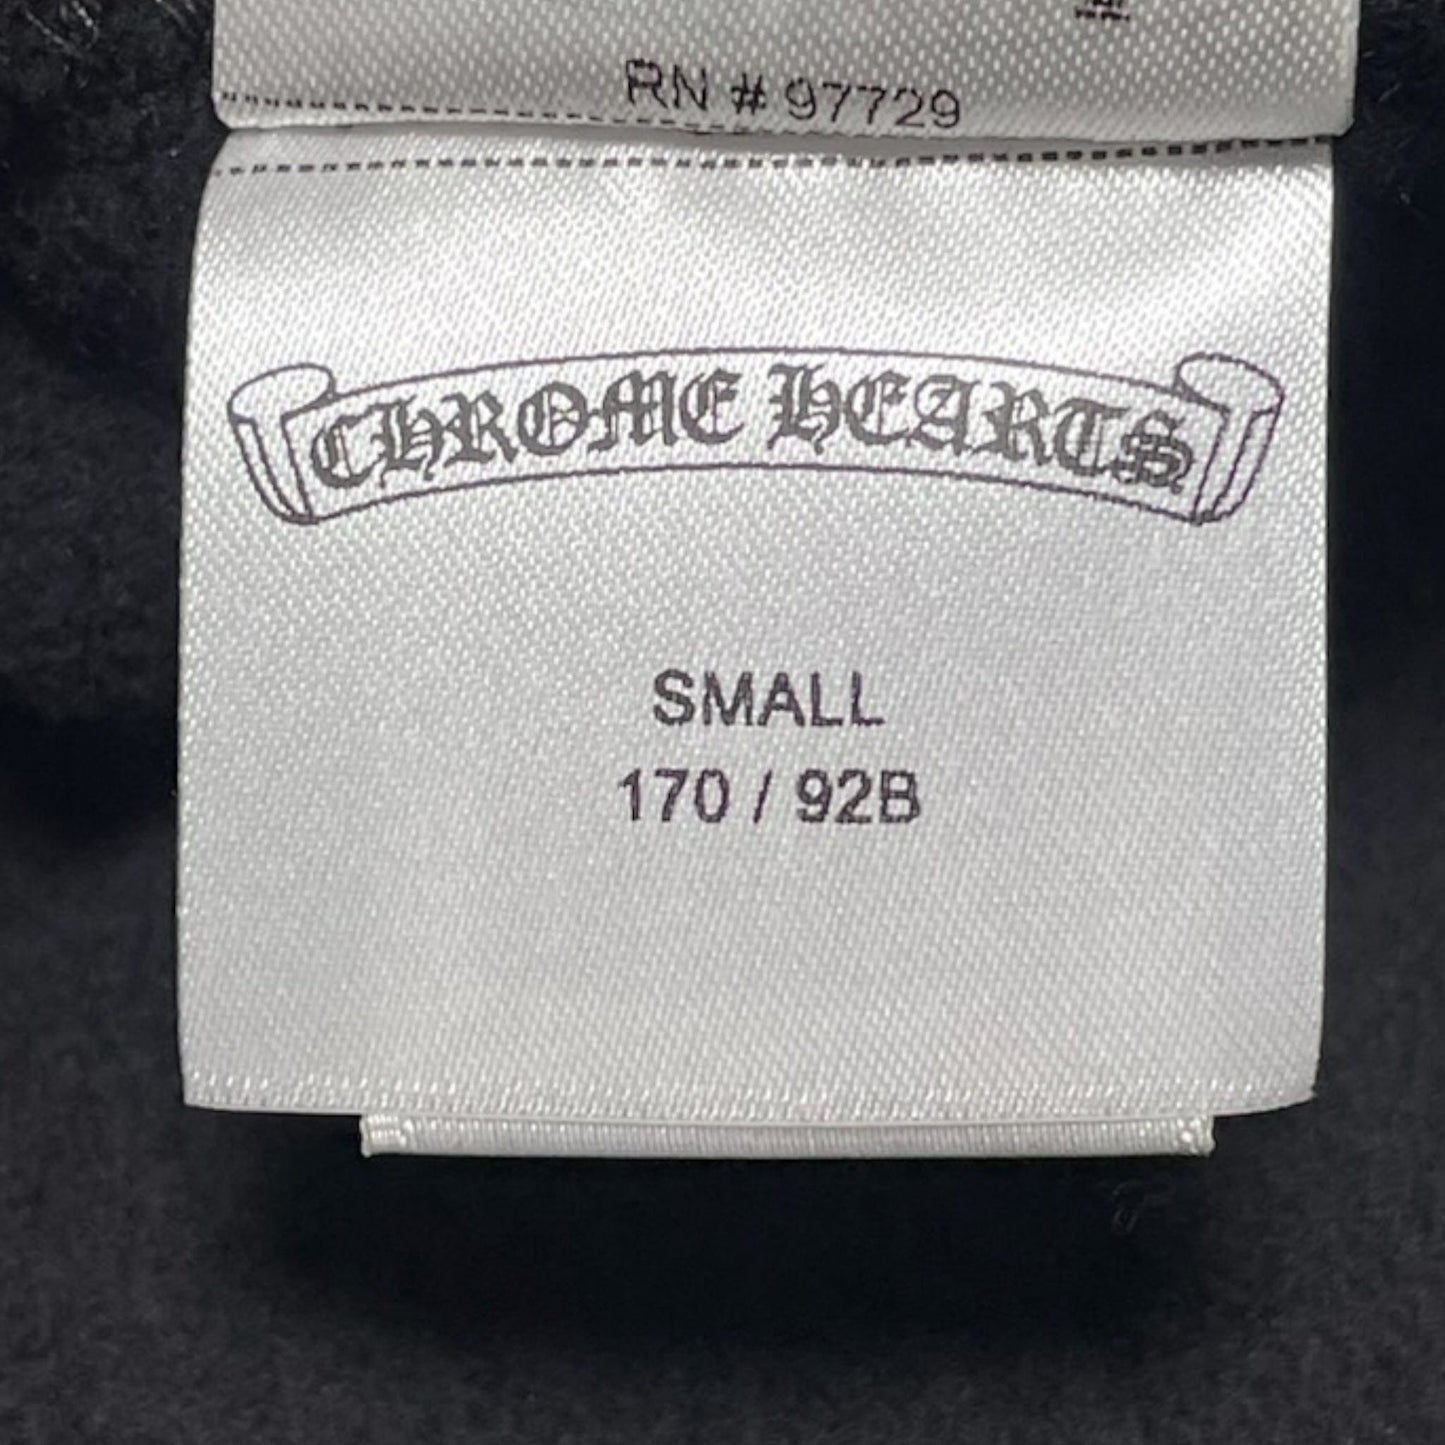 RN # 97729
CHROME HEARTS
SMALL
170 / 92B